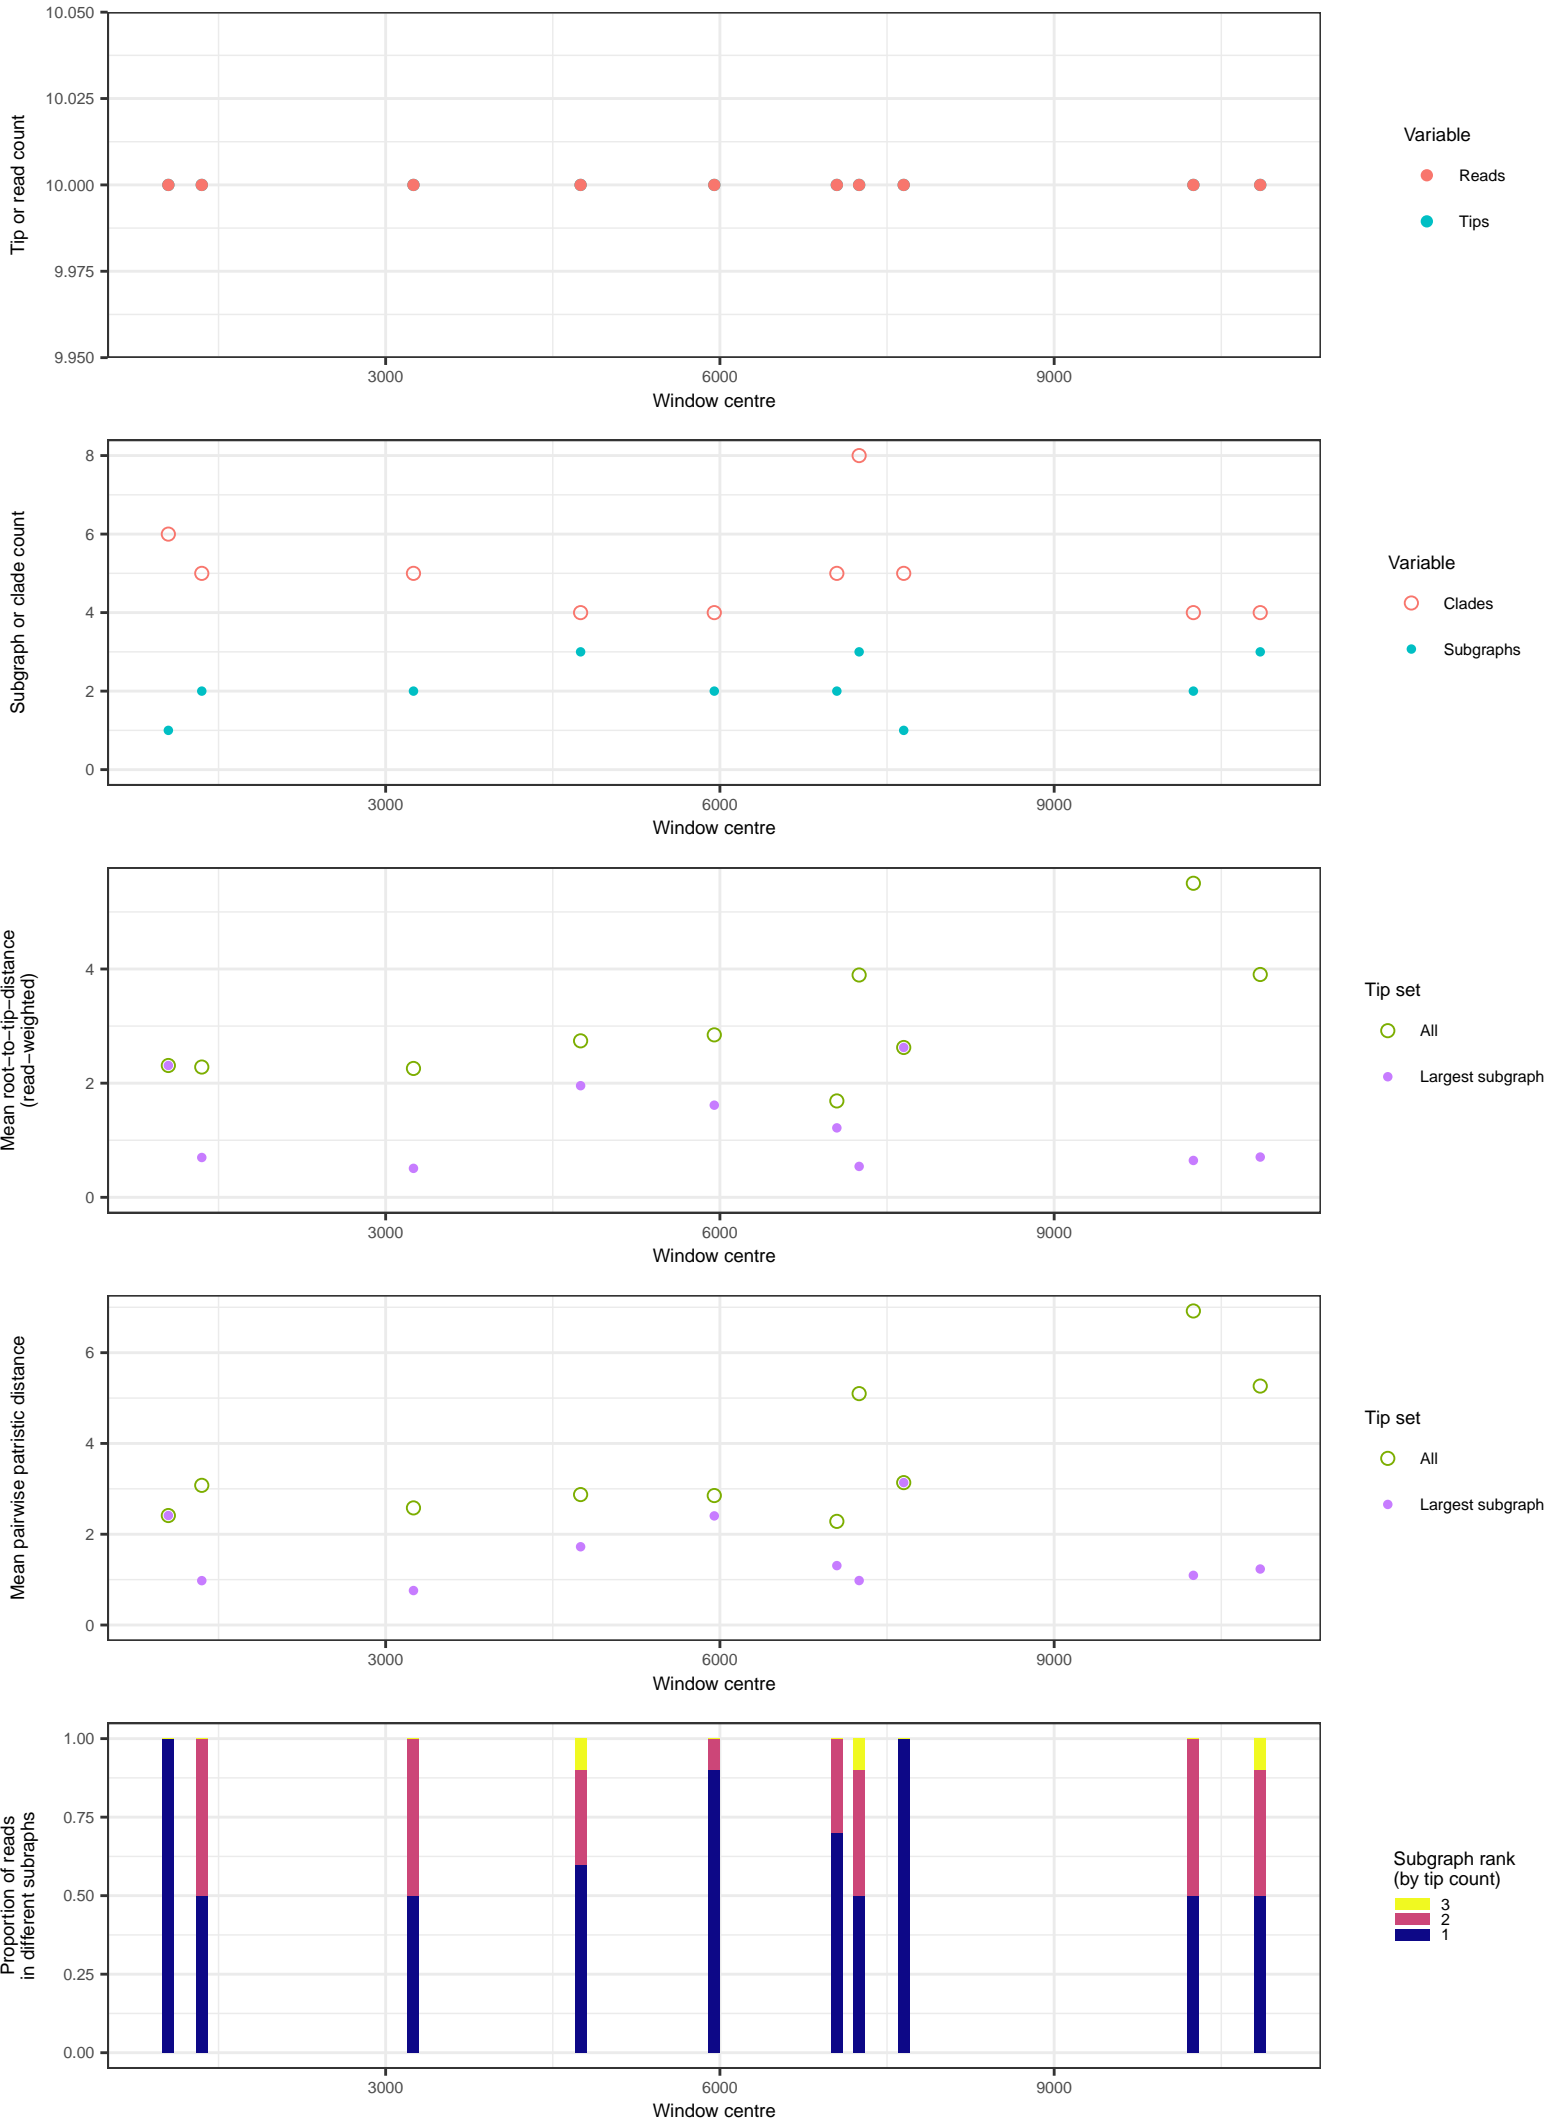 10.050
10.025
10.000
9.975
9.950
Tip or read count
3000
6000
9000
Window centre
Variable
Reads
Tips
8
6
4
2
0
Subgraph or clade count
3000
6000
9000
Window centre
Variable
Clades
Subgraphs
4
2
0
Mean root−to−tip−distance
(read−weighted)
3000
6000
9000
Window centre
Tip set
All
Largest subgraph
6
4
2
0
Mean pairwise patristic distance
3000
6000
9000
Window centre
Tip set
All
Largest subgraph
1.00
0.75
0.50
0.25
0.00
Proportion of reads
in different subraphs
3000
6000
9000
Window centre
Subgraph rank
(by tip count)
3
2
1